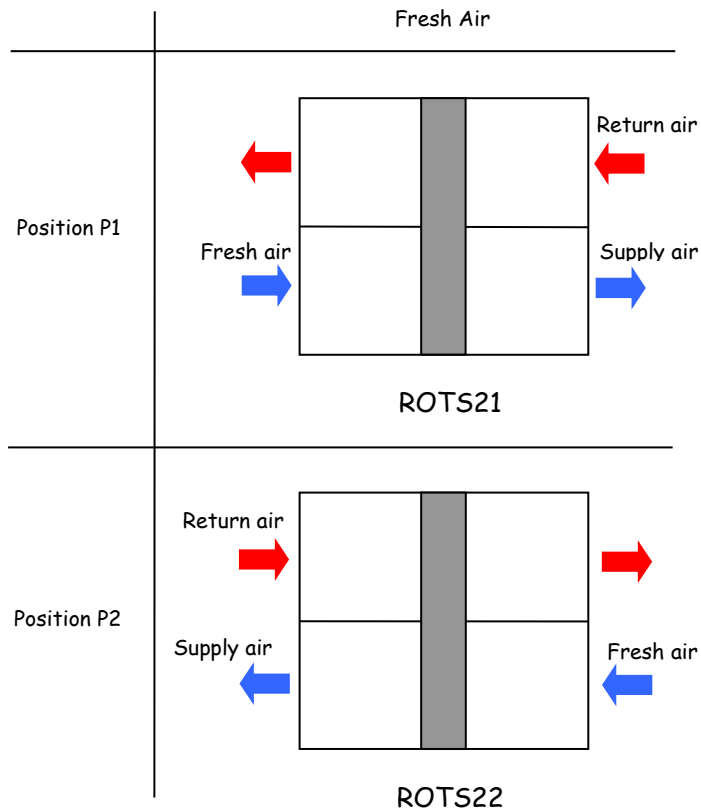 Fresh Air
Return air
Position P1
Fresh air
Supply air
ROTS21
Return air
Position P2
Supply air
Fresh air
ROTS22